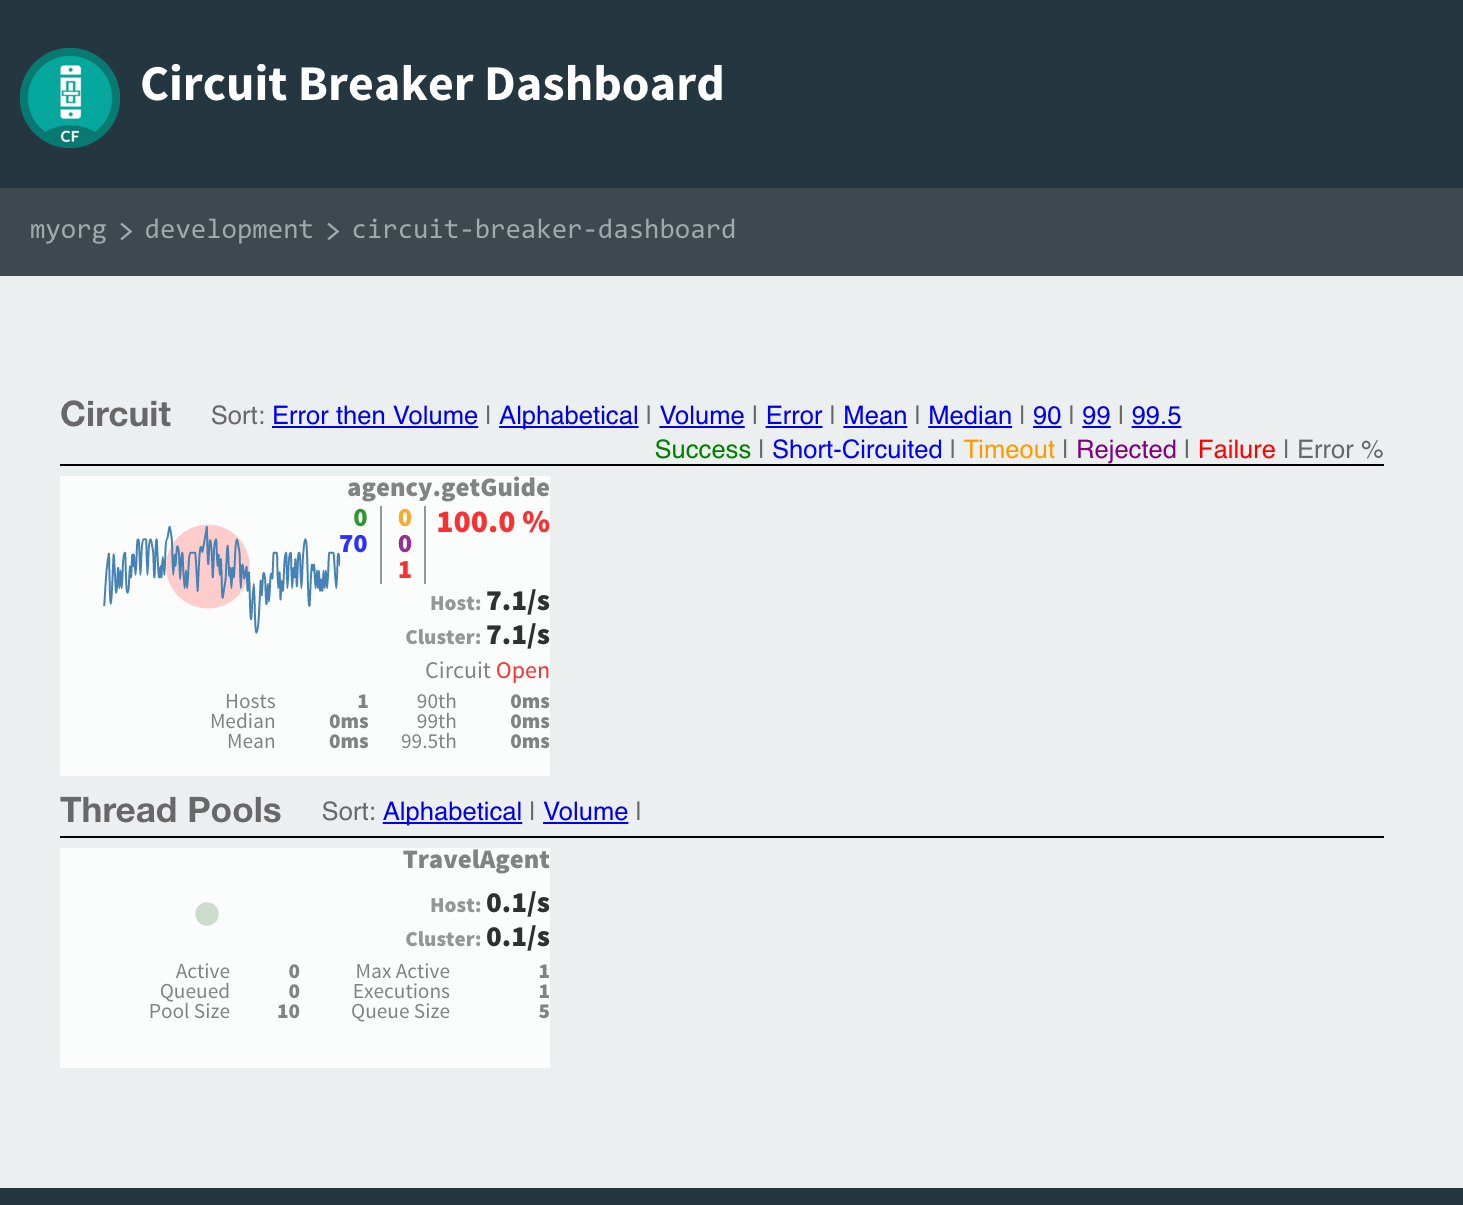 CF
Circuit Breaker Dashboard
myorg > development > circuit-breaker-dashboard
Circuit Sort: Error then Volume | Alphabetical | Volume | Error | Mean | Median | 90 | 99 | 99.5
Success | Short-Circuited | Timeout | Rejected | Failure | Error %
agency.getGuide
0 | 0 | 100.0 %
70 | 0
1
Host: 7.1/s
Cluster: 7.1/s
Circuit Open
Hosts 1 90th 0ms
Median 0ms 99th 0ms
Mean 0ms 99.5th 0ms
Thread Pools Sort: Alphabetical | Volume |
TravelAgent
Host: 0.1/s
Cluster: 0.1/s
Active 0 Max Active 1
Queued 0 Executions 1
Pool Size 10 Queue Size 5